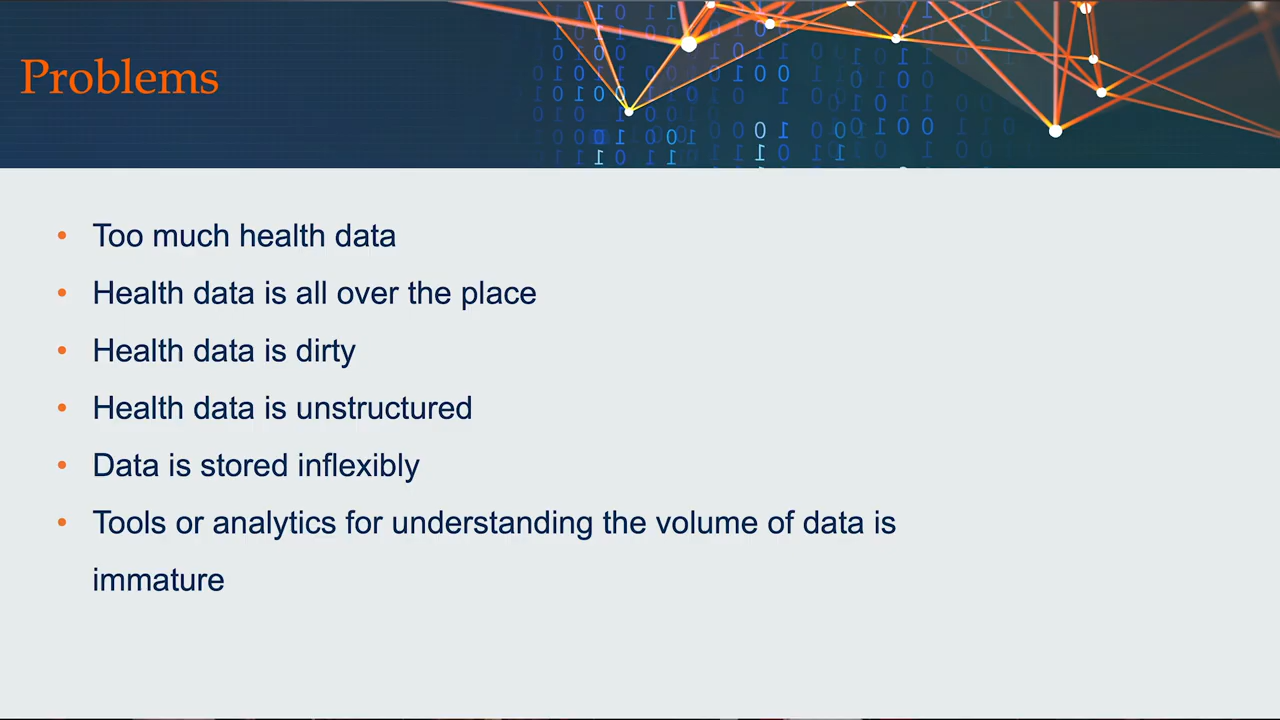 Problems
• Too much health data
• Health data is all over the place
• Health data is dirty
• Health data is unstructured
• Data is stored inflexibly
• Tools or analytics for understanding the volume of data is
immature